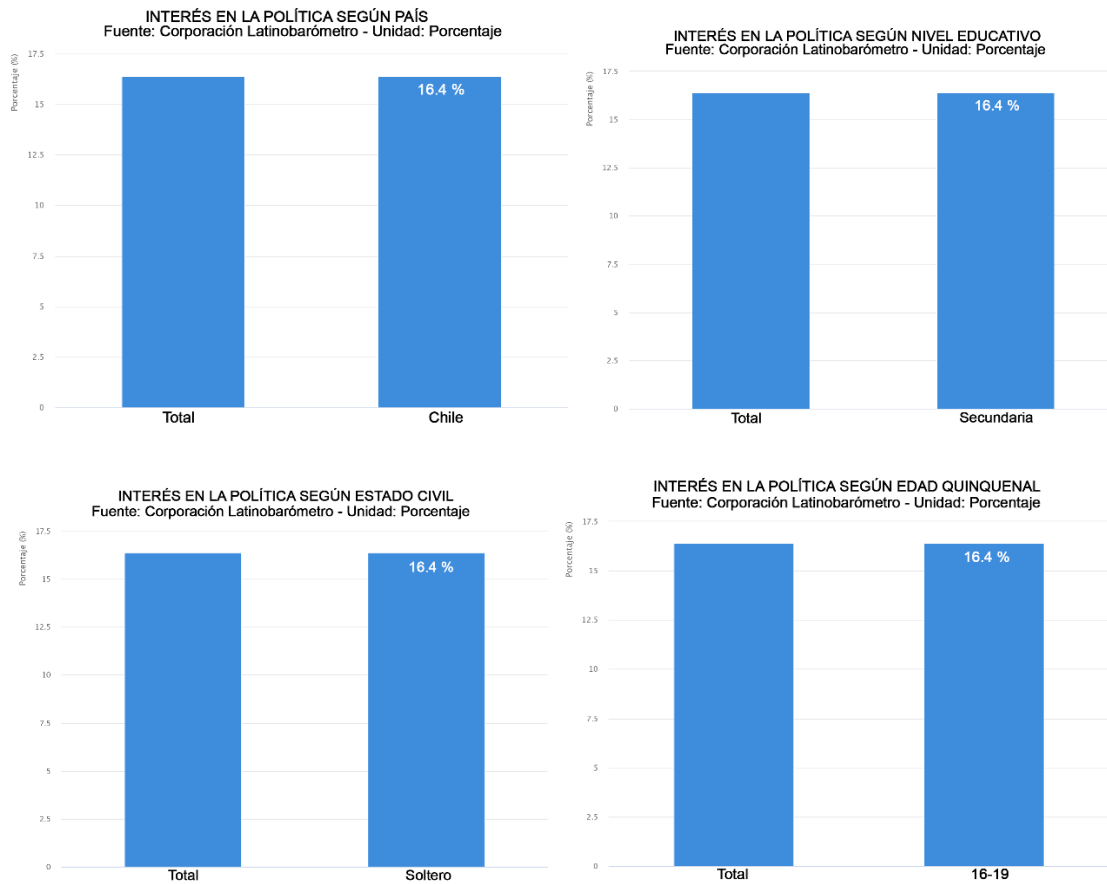 INTERÉS EN LA POLÍTICA SEGÚN PAÍS
Fuente: Corporación Latinobarómetro - Unidad: Porcentaje
Porcentaje (%)
17.5
15
12.5
10
7.5
5
2.5
0
16.4 %
Total
Chile
INTERÉS EN LA POLÍTICA SEGÚN NIVEL EDUCATIVO
Fuente: Corporación Latinobarómetro - Unidad: Porcentaje
Porcentaje (%)
17.5
15
12.5
10
7.5
5
2.5
0
16.4 %
Total
Secundaria
INTERÉS EN LA POLÍTICA SEGÚN ESTADO CIVIL
Fuente: Corporación Latinobarómetro - Unidad: Porcentaje
Porcentaje (%)
17.5
15
12.5
10
7.5
5
2.5
0
16.4 %
Total
Soltero
INTERÉS EN LA POLÍTICA SEGÚN EDAD QUINQUENAL
Fuente: Corporación Latinobarómetro - Unidad: Porcentaje
Porcentaje (%)
17.5
15
12.5
10
7.5
5
2.5
0
16.4 %
Total
16-19